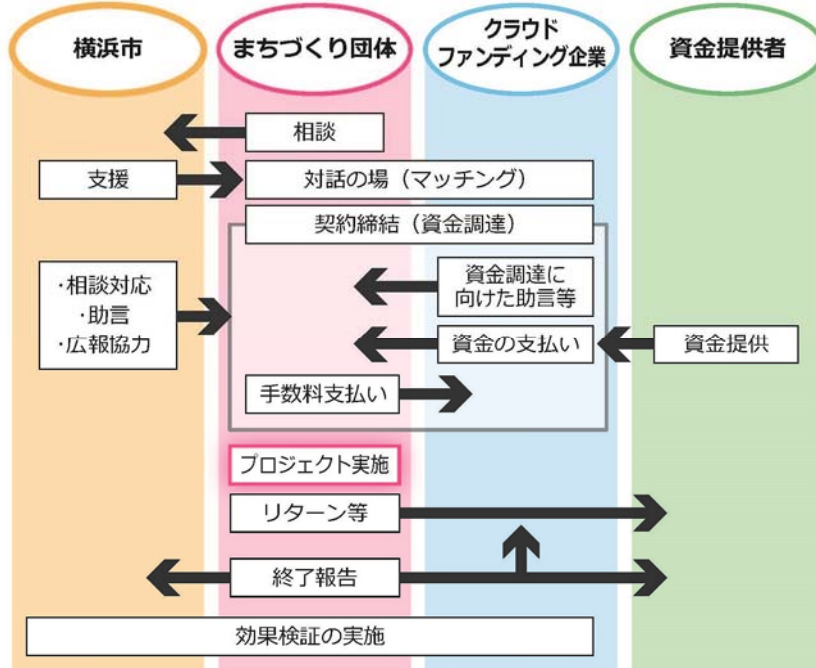 横浜市
まちづくり団体
クラウド
ファンディング企業
資金提供者
相談
支援
対話の場（マッチング）
契約締結（資金調達）
・相談対応
・助言
・広報協力
資金調達に
向けた助言等
資金の支払い
資金提供
手数料支払い
プロジェクト実施
リターン等
終了報告
効果検証の実施